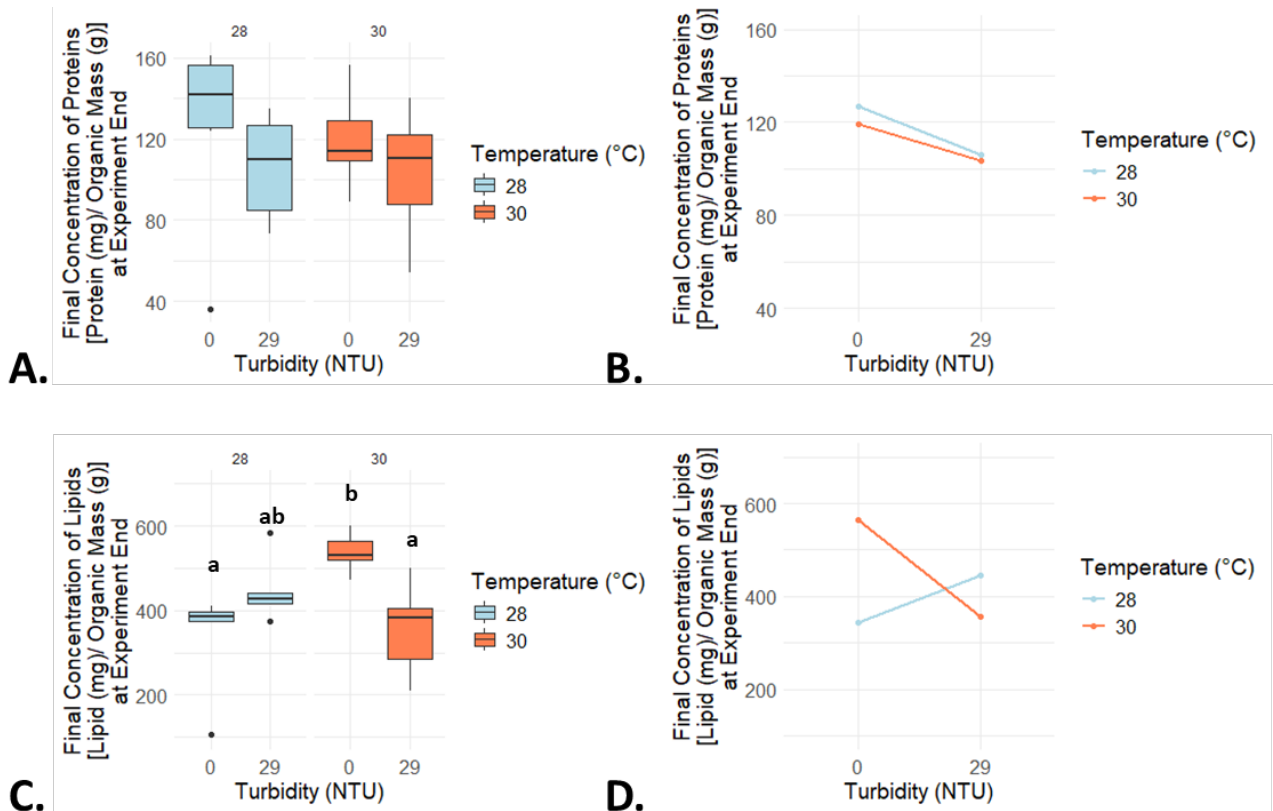 Final Concentration of Proteins
[Protein (mg)/ Organic Mass (g)
at Experiment End
28
30
160
120
80
40
0
29
0
29
Turbidity (NTU)
Temperature (°C)
28
30
A.
Final Concentration of Proteins
[Protein (mg)/ Organic Mass (g)
at Experiment End
160
120
80
40
0
29
Turbidity (NTU)
Temperature (°C)
28
30
B.
Final Concentration of Lipids
[Lipid (mg)/ Organic Mass (g)]
at Experiment End
28
30
600
400
200
a
ab
b
a
0
29
0
29
Turbidity (NTU)
Temperature (°C)
28
30
C.
Final Concentration of Lipids
[Lipid (mg)/ Organic Mass (g)]
at Experiment End
600
400
200
0
29
Turbidity (NTU)
Temperature (°C)
28
30
D.